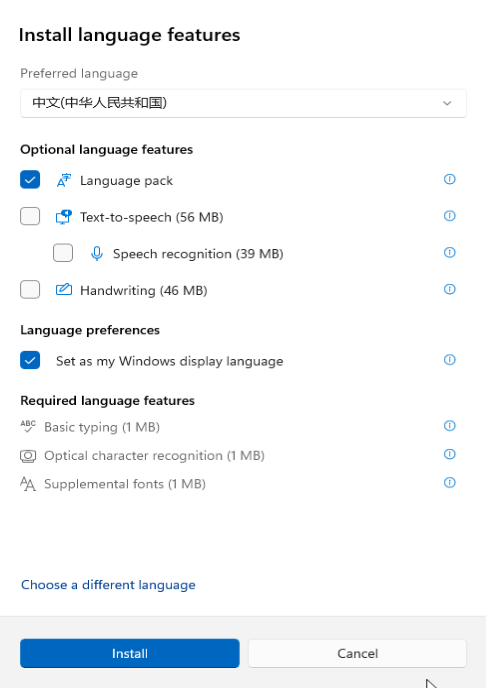 Install language features
Preferred language
中文(中华人民共和国)
Optional language features
Language pack
Text-to-speech (56 MB)
Speech recognition (39 MB)
Handwriting (46 MB)
Language preferences
Set as my Windows display language
Required language features
ABC Basic typing (1 MB)
Optical character recognition (1 MB)
Supplemental fonts (1 MB)
Choose a different language
Install Cancel